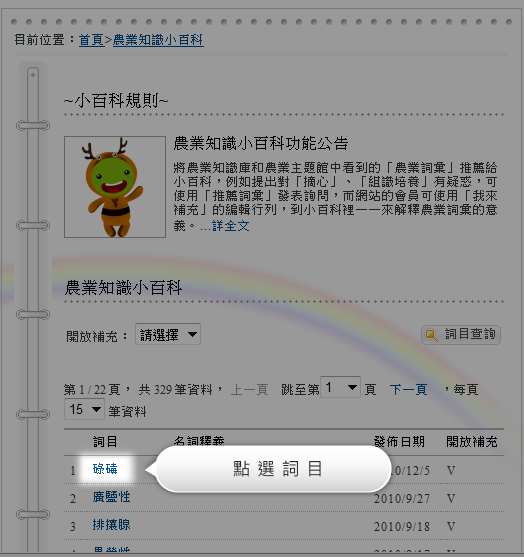 目前位置：首頁>農業知識小百科
~小百科規則~
農業知識小百科功能公告
將農業知識庫和農業主題館中看到的「農業詞彙」推薦給
小百科，例如提出對「摘心」、「組識培養」有疑惑，可
使用「推薦詞彙」發表詢問，而網站的會員可使用「我來
補充」的編輯行列，到小百科裡一一來解釋農業詞彙的意
義。...詳全文
農業知識小百科
開放補充： 請選擇
詞目查詢
第 1 / 22 頁， 共 329 筆資料， 上一頁 跳至第 1 頁 下一頁 ，每頁
15 筆資料
詞目 名詞釋義 發佈日期 開放補充
1 碌碡 0/12/5 V
點選詞目
2 廣鹽性 2010/9/27 V
3 排攘腺 2010/9/18 V